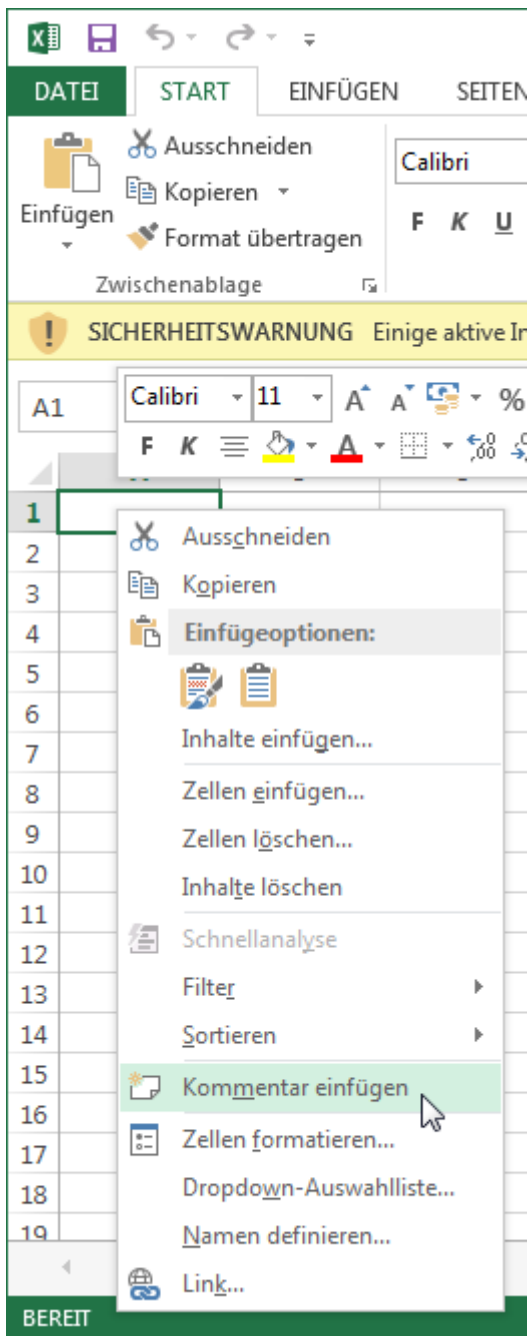 DATEI START EINFÜGEN SEITEN
Ausschneiden
Kopieren
Einfügen
Format übertragen
Calibri
F K U
Zwischenablage
SICHERHEITSWARNUNG Einige aktive In
A1
Calibri 11 A A %
F K A
1
2
3
4
5
6
7
8
9
10
11
12
13
14
15
16
17
18
19
Ausschneiden
Kopieren
Einfügeoptionen:
Inhalte einfügen...
Zellen einfügen...
Zellen löschen...
Inhalte löschen
Schnellanalyse
Filter
Sortieren
Kommentar einfügen
Zellen formatieren...
Dropdown-Auswahlliste...
Namen definieren...
Link...
BEREIT